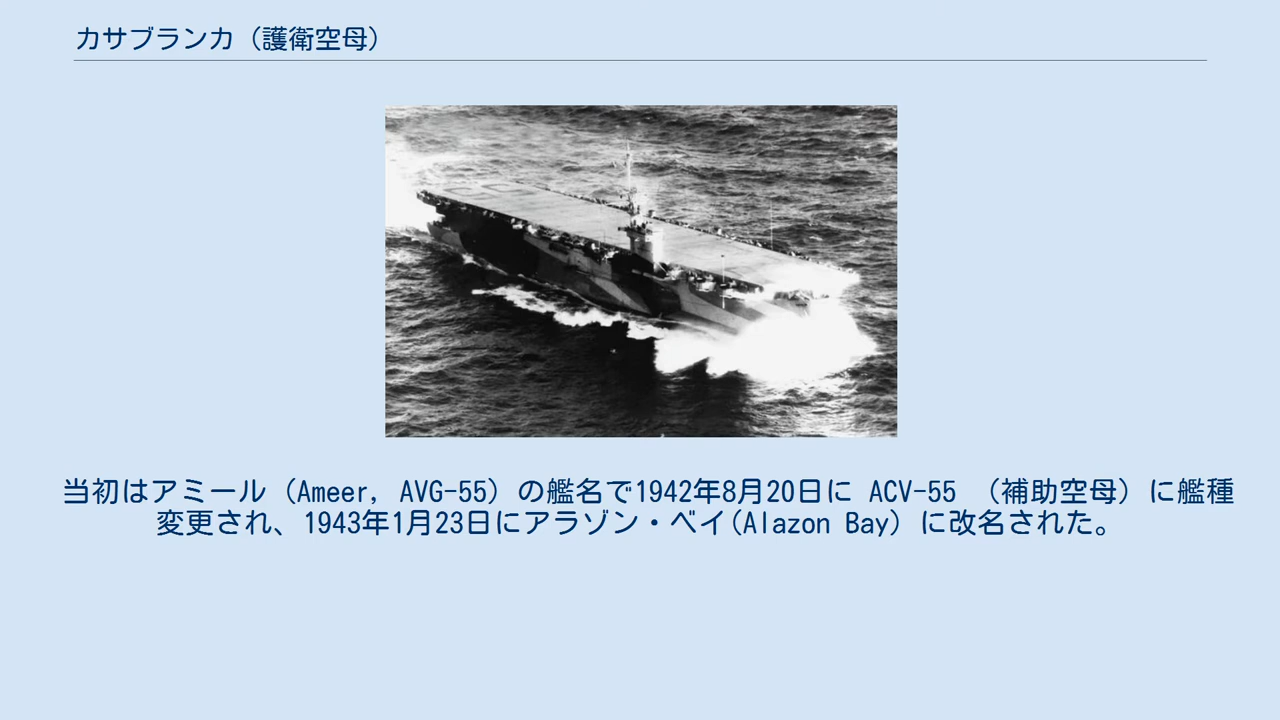 カサブランカ（護衛空母）
当初はアミール（Ameer, AVG-55）の艦名で1942年8月20日に ACV-55 （補助空母）に艦種
変更され、1943年1月23日にアラゾン・ベイ(Alazon Bay）に改名された。